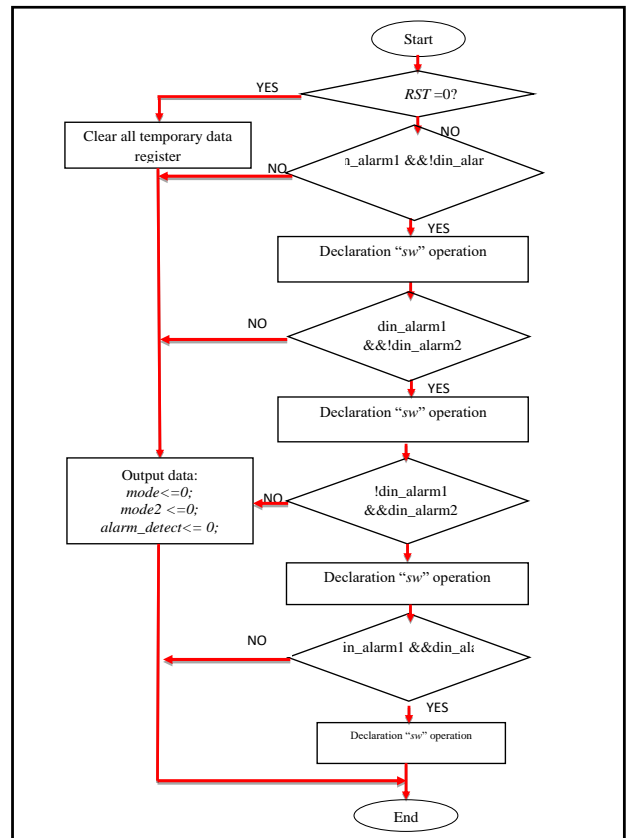 Start
YES
RST =0?
Clear all temporary data
register
NO
NO
&&!din_alar
YES
Declaration “sw” operation
NO
din_alarm1
&&!din_alarm2
YES
Declaration “sw” operation
Output data:
mode<=0;
mode2 <=0;
alarm_detect<= 0;
NO
!din_alarm1
&&din_alarm2
Declaration “sw” operation
NO
in_alarm1 &&din_al
YES
Declaration “sw” operation
End